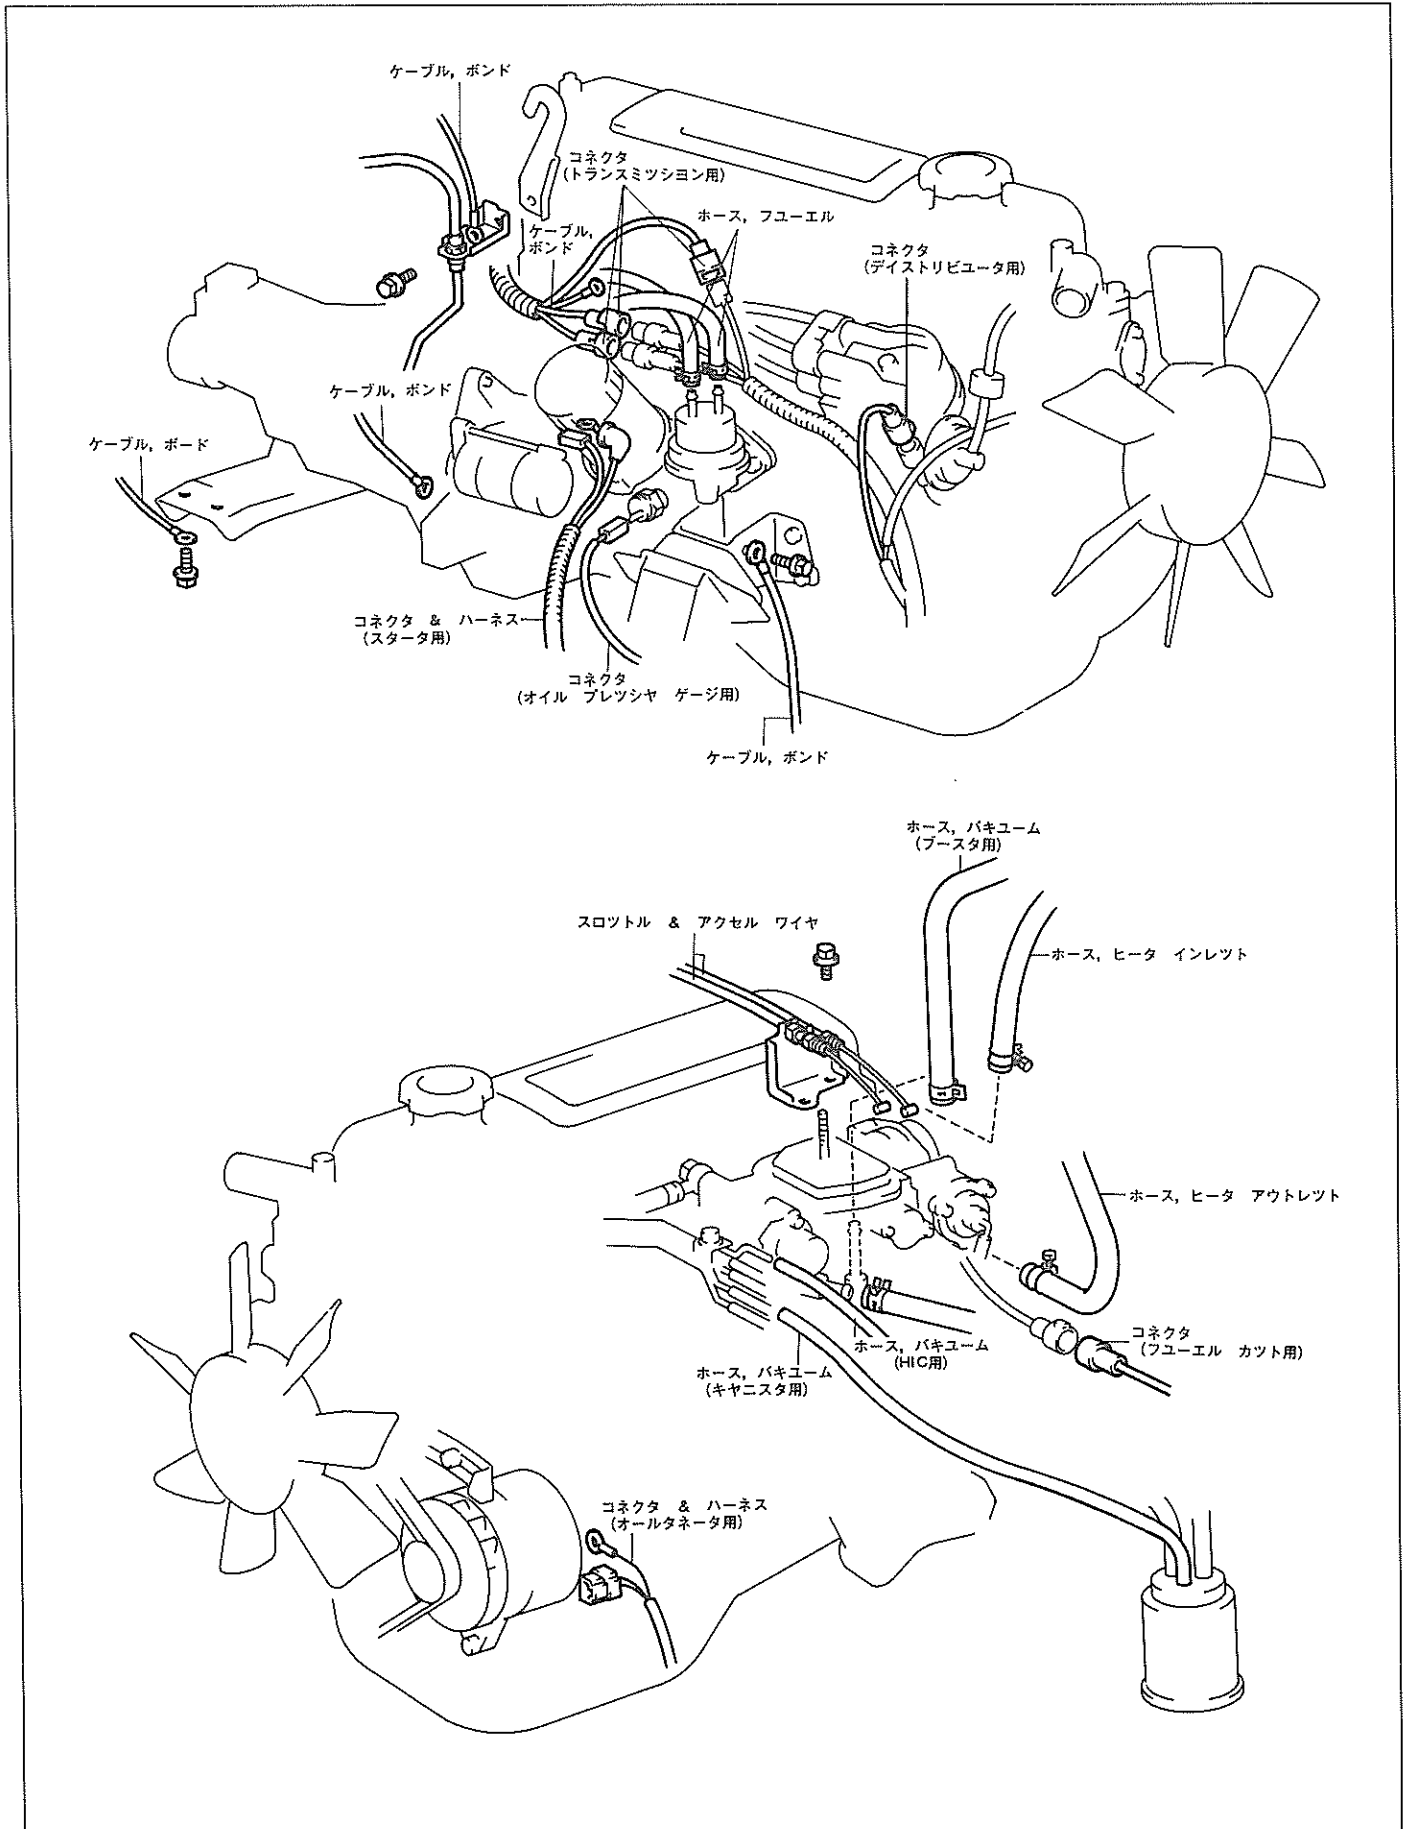 ケーブル, ボンド
コネクタ
(トランスミツシヨン用)
ケーブル,
ボンド
ホース, フユーエル
コネクタ
(デイストリビユータ用)
ケーブル, ボンド
ケーブル, ボード
コネクタ & ハーネス
(スタータ用)
コネクタ
(オイル プレツシヤ ゲージ用)
ケーブル, ボンド
ホース, バキユーム
(ブースタ用)
スロツトル & アクセル ワイヤ
ホース, ヒータ インレツト
ホース, ヒータ アウトレツト
コネクタ
(フユーエル カツト用)
ホース, バキユーム
(HIC用)
ホース, バキユーム
(キヤニスタ用)
コネクタ & ハーネス
(オールタネータ用)